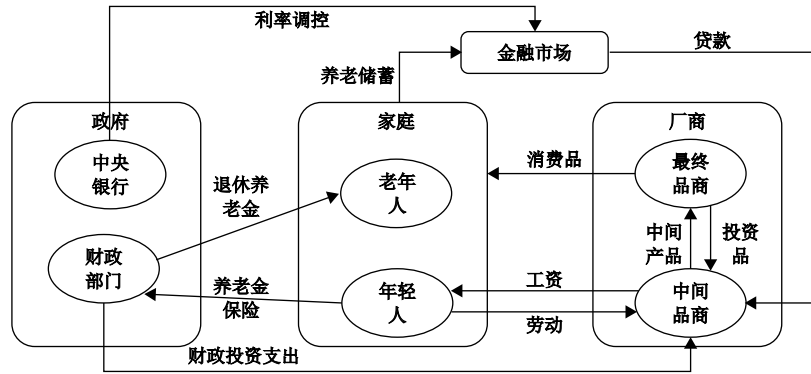 利率调控
金融市场
贷款
养老储蓄
政府
家庭
厂商
中央
银行
退休养
老金
老年
人
消费品
最终
品商
中间
产品
投资
品
财政
部门
养老金
保险
年轻
人
工资
劳动
中间
品商
财政投资支出